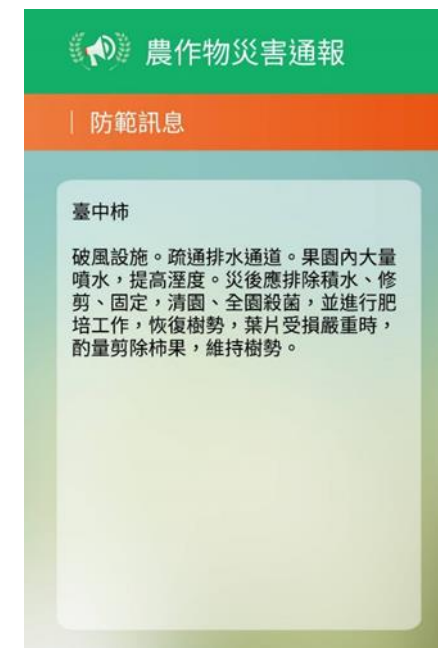 農作物災害通報
防範訊息
臺中柿
破風設施。疏通排水通道。果園內大量
噴水，提高溼度。災後應排除積水、修
剪、固定，清園、全園殺菌，並進行肥
培工作，恢復樹勢，葉片受損嚴重時，
酌量剪除柿果，維持樹勢。